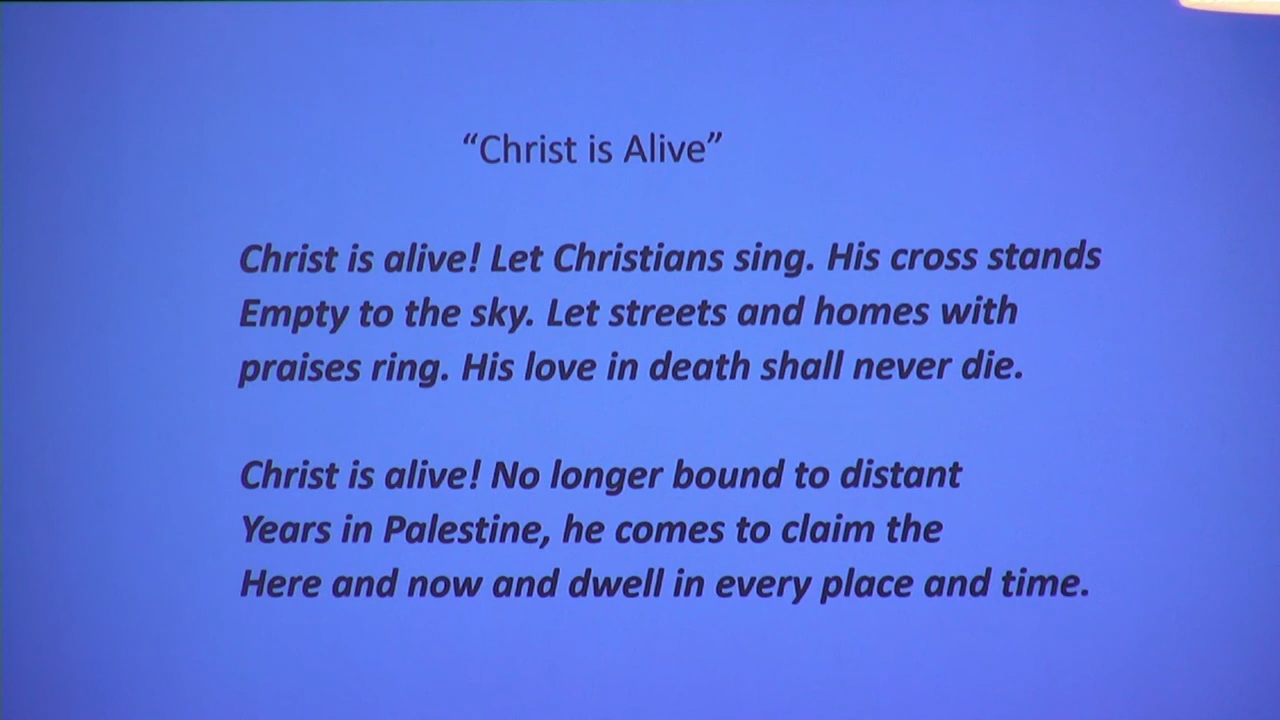 “Christ is Alive”
Christ is alive! Let Christians sing. His cross stands
Empty to the sky. Let streets and homes with
praises ring. His love in death shall never die.
Christ is alive! No longer bound to distant
Years in Palestine, he comes to claim the
Here and now and dwell in every place and time.